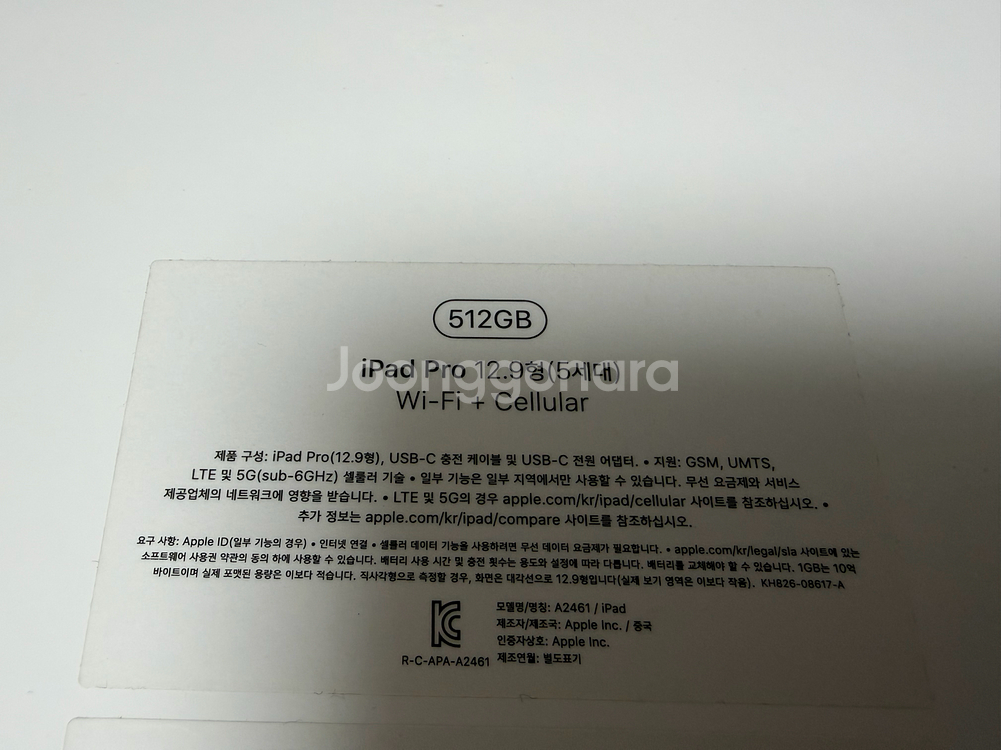 512GB
iPad Pro 12.9형(5세대)
Joonggonara
Wi-Fi + Cellular
제품 구성: iPad Pro(12.9형), USB-C 충전 케이블 및 USB-C 전원 어댑터. • 지원: GSM, UMTS,
LTE 및 5G(sub-6GHz) 셀룰러 기술 • 일부 기능은 일부 지역에서만 사용할 수 있습니다. 무선 요금제와 서비스
제공업체의 네트워크에 영향을 받습니다. • LTE 및 5G의 경우 apple.com/kr/ipad/cellular 사이트를 참조하십시오. •
추가 정보는 apple.com/kr/ipad/compare 사이트를 참조하십시오.
요구 사항: Apple ID(일부 기능의 경우) • 인터넷 연결 • 셀룰러 데이터 기능을 사용하려면 무선 데이터 요금제가 필요합니다. • apple.com/kr/legal/sla 사이트에 있는
소프트웨어 사용권 약관의 동의 하에 사용할 수 있습니다. 배터리 사용 시간 및 충전 횟수는 용도와 설정에 따라 다릅니다. 배터리를 교체해야 할 수 있습니다. 1GB는 10억
바이트이며 실제 포맷된 용량은 이보다 적습니다. 직사각형으로 측정할 경우, 화면은 대각선으로 12.9형입니다(실제 보기 영역은 이보다 작음). KH826-08617-A
모델명/명칭: A2461 / iPad
제조자/제조국: Apple Inc. / 중국
인증자상호: Apple Inc.
R-C-APA-A2461 제조연월: 별도표기